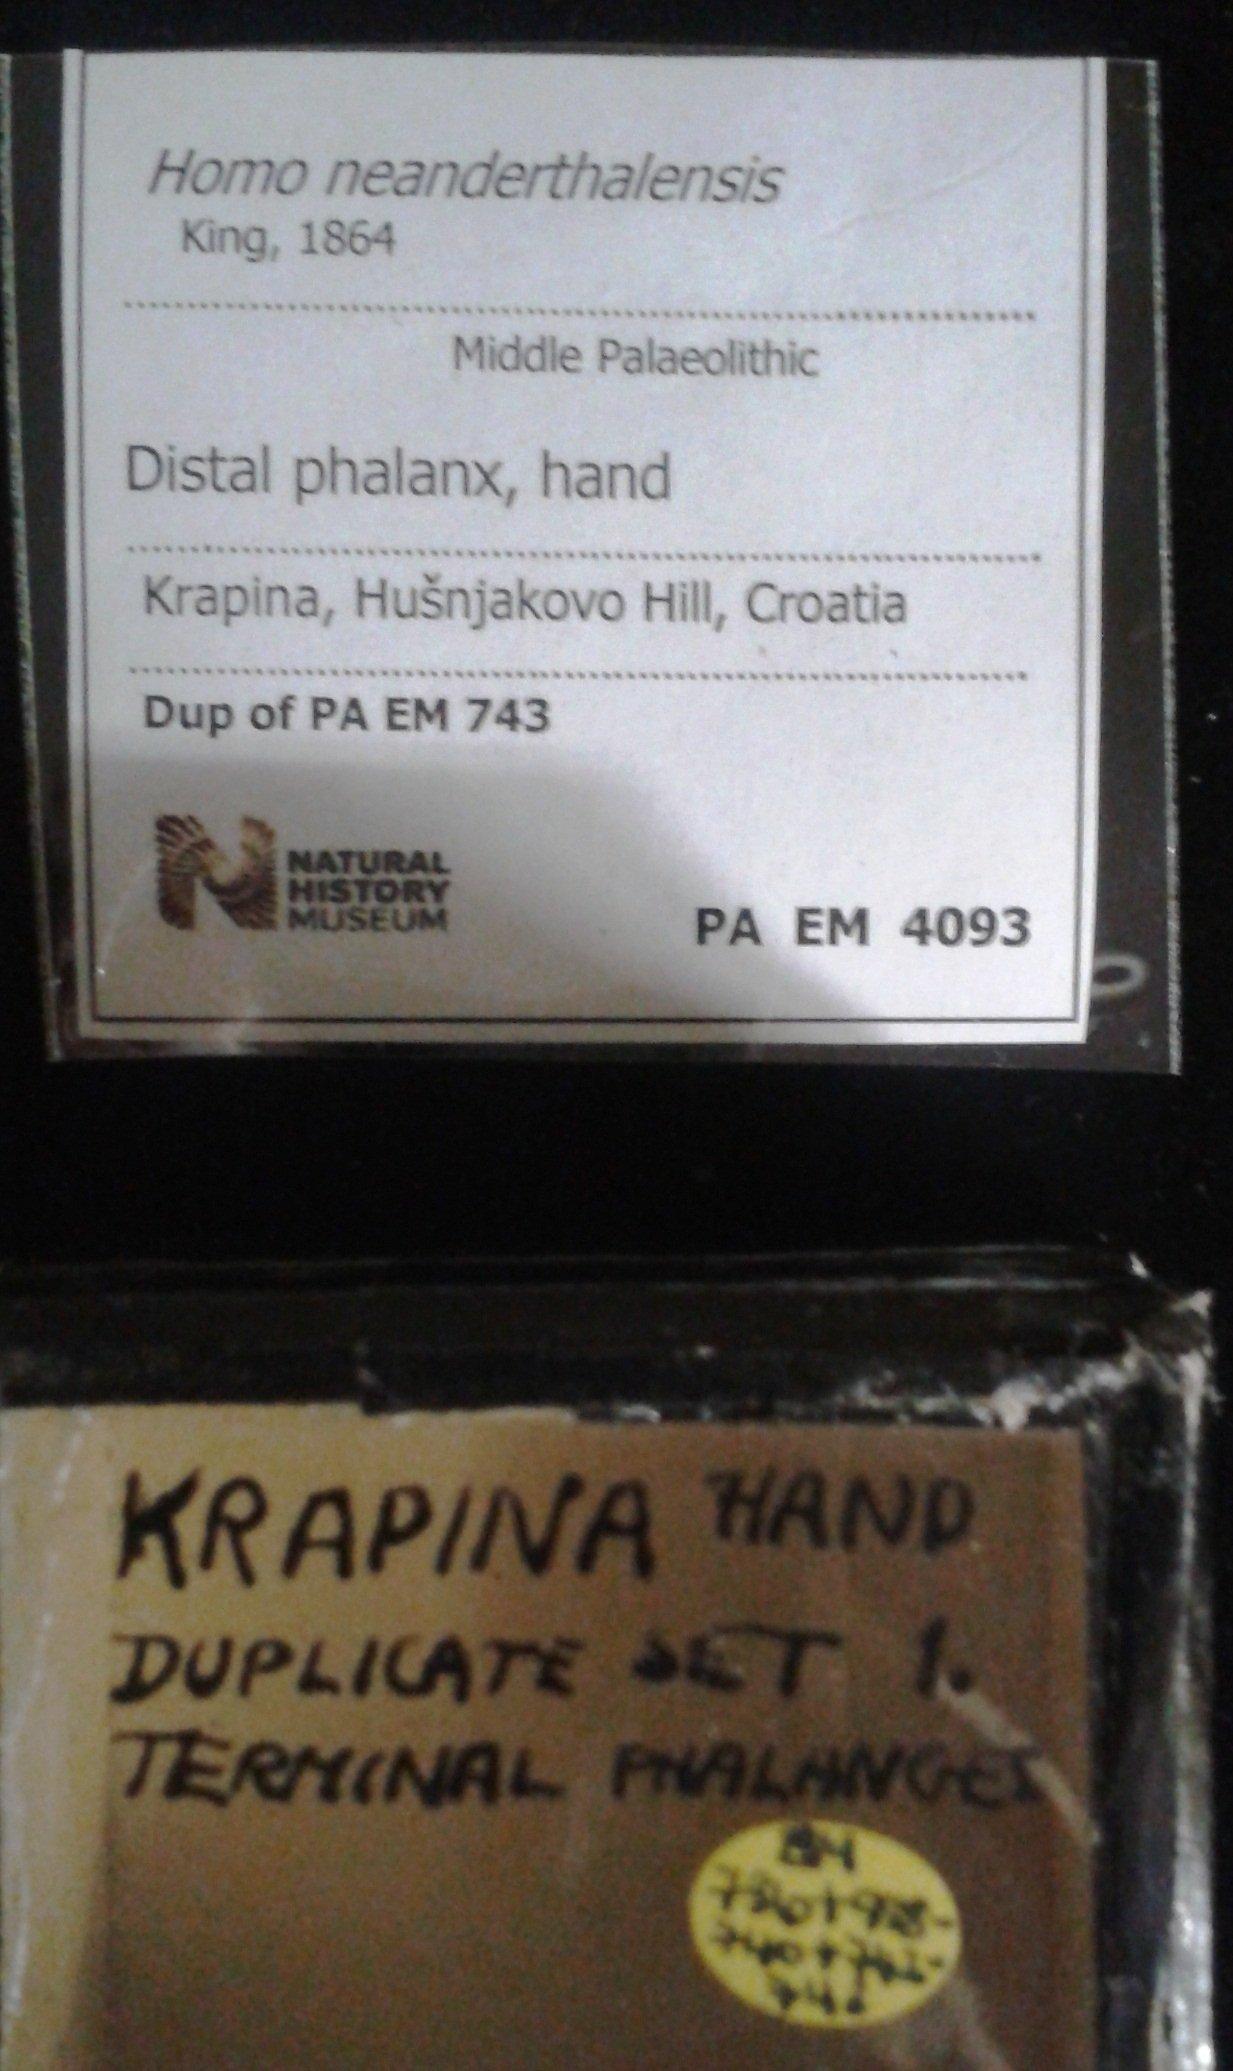 Homo neanderthalensis
King, 1864
Middle Palaeolithic
Distal phalanx, hand
Krapina, Hušnjakovo Hill, Croatia
Dup of PA EM 743
NATURAL
HISTORY
MUSEUM
PA EM 4093
KRAPINA HAND
DUPLICATE SET 1.
TERMINAL PHALANGES